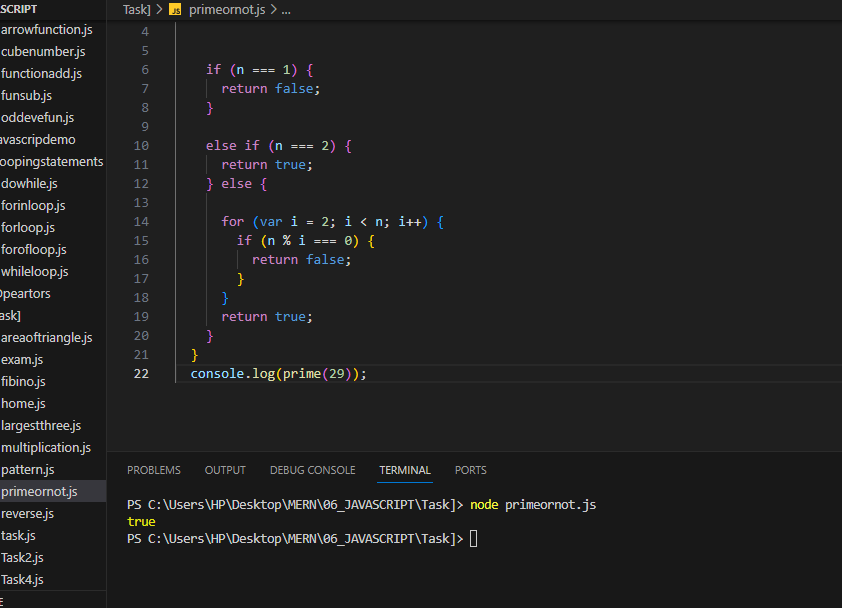 SCRIPT
arrowfunction.js
cubenumber.js
functionadd.js
funsub.js
oddevefun.js
avascripdemo
oopingstatements
dowhile.js
forinloop.js
forloop.js
forofloop.js
whileloop.js
Opeartors
ask]
areaoftriangle.js
exam.js
fibino.js
home.js
largestthree.js
multiplication.js
pattern.js
primeornot.js
reverse.js
task.js
Task2.js
Task4.js
E
Task] > JS primeornot.js > ...
4
5
6 if (n === 1) {
7 return false;
8 }
9
10 else if (n === 2) {
11 return true;
12 } else {
13
14 for (var i = 2; i < n; i++) {
15 if (n % i === 0) {
16 return false;
17 }
18 }
19 return true;
20 }
21 }
22 console.log(prime(29));
PROBLEMS OUTPUT DEBUG CONSOLE TERMINAL PORTS
PS C:\Users\HP\Desktop\MERN\06_JAVASCRIPT\Task]> node primeornot.js
true
PS C:\Users\HP\Desktop\MERN\06_JAVASCRIPT\Task]>